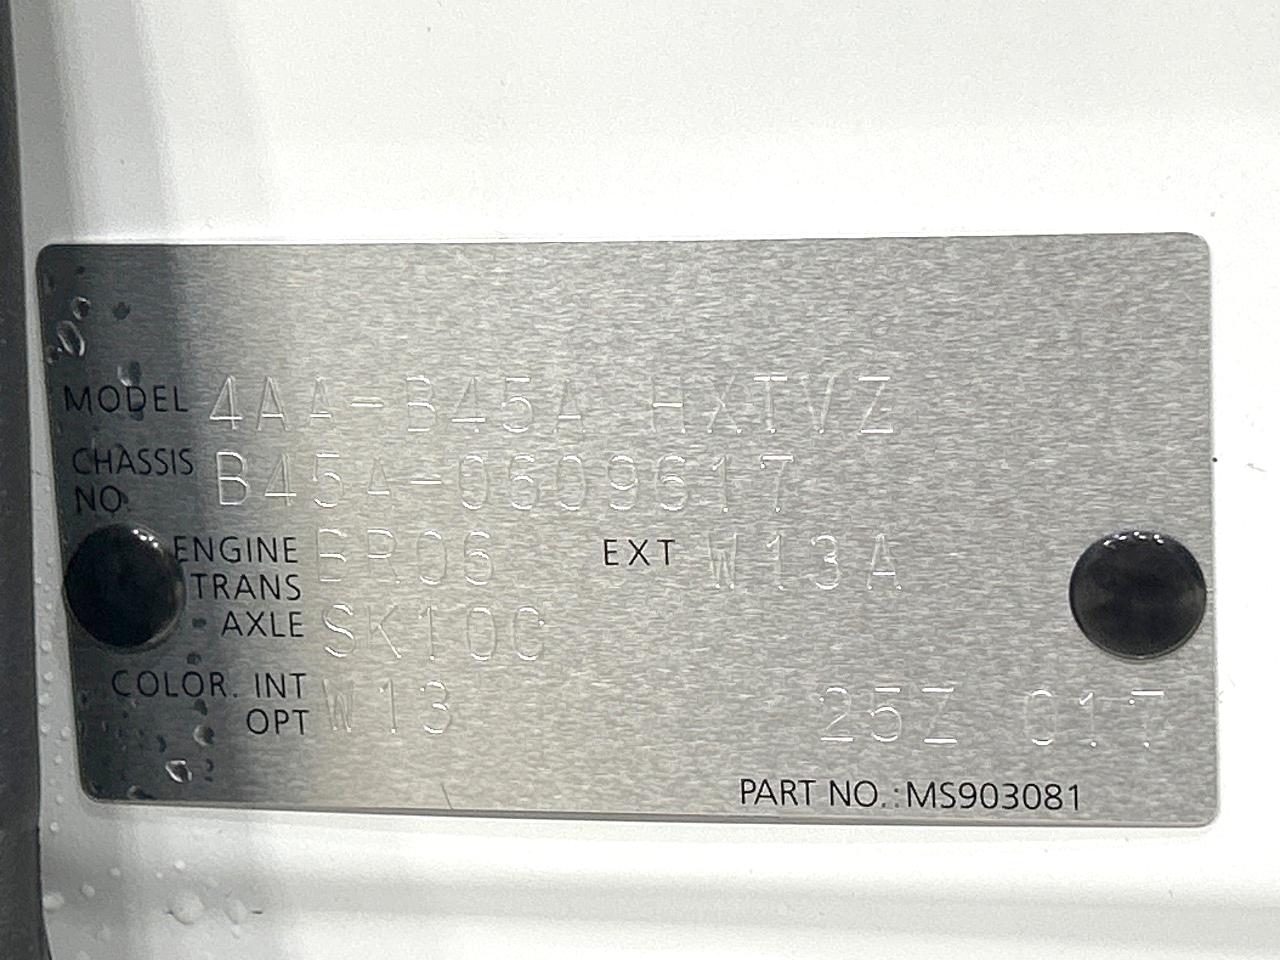 MODEL 4AA-B45A HXTVZ
CHASSIS NO. B45A-0609617
ENGINE BR06 EXT W13A
TRANS
AXLE SK10C
COLOR. INT W13
OPT 25Z 017
PART NO.:MS903081